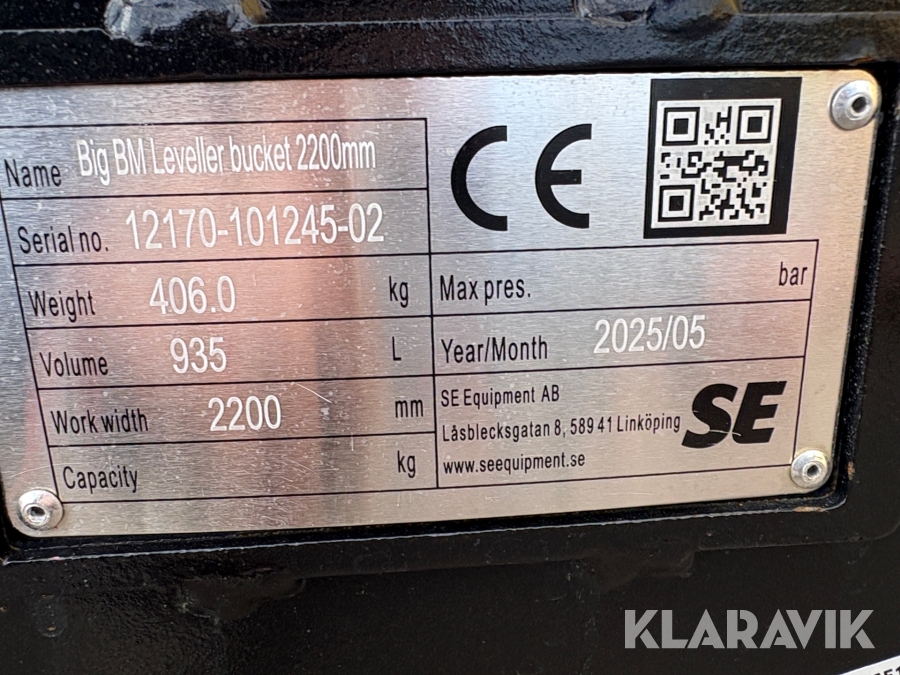 Name Big BM Leveller bucket 2200mm
Serial no. 12170-101245-02
Weight 406.0 kg
Volume 935 L
Work width 2200 mm
Capacity kg
CE
Max pres. bar
Year/Month 2025/05
SE Equipment AB
Låsblecksgatan 8, 589 41 Linköping
www.seequipment.se
SE
KLARAVIK